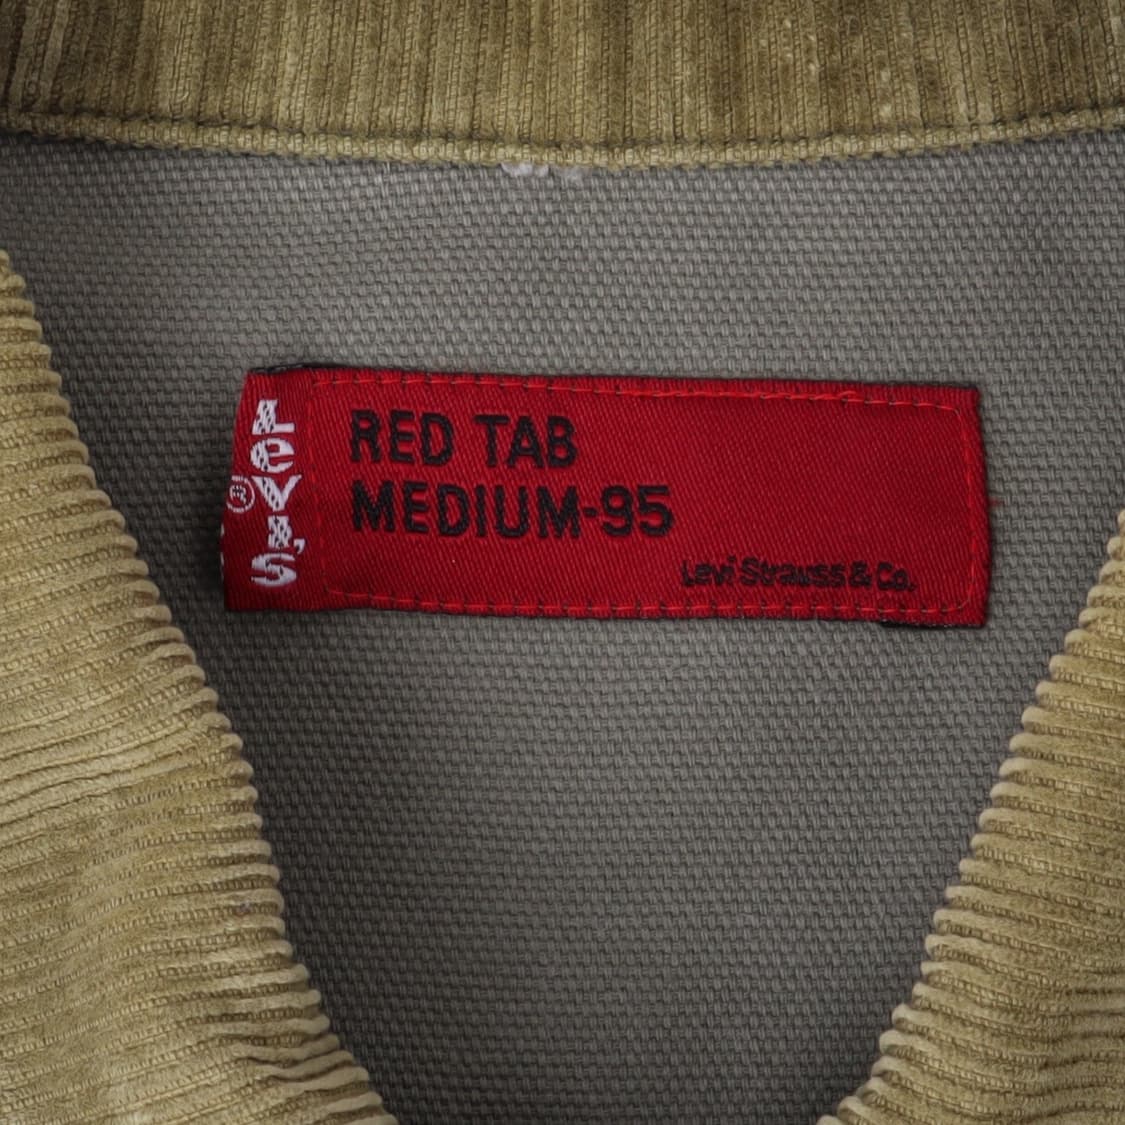 Levi's
®
RED TAB
MEDIUM-95
Levi Strauss & Co.